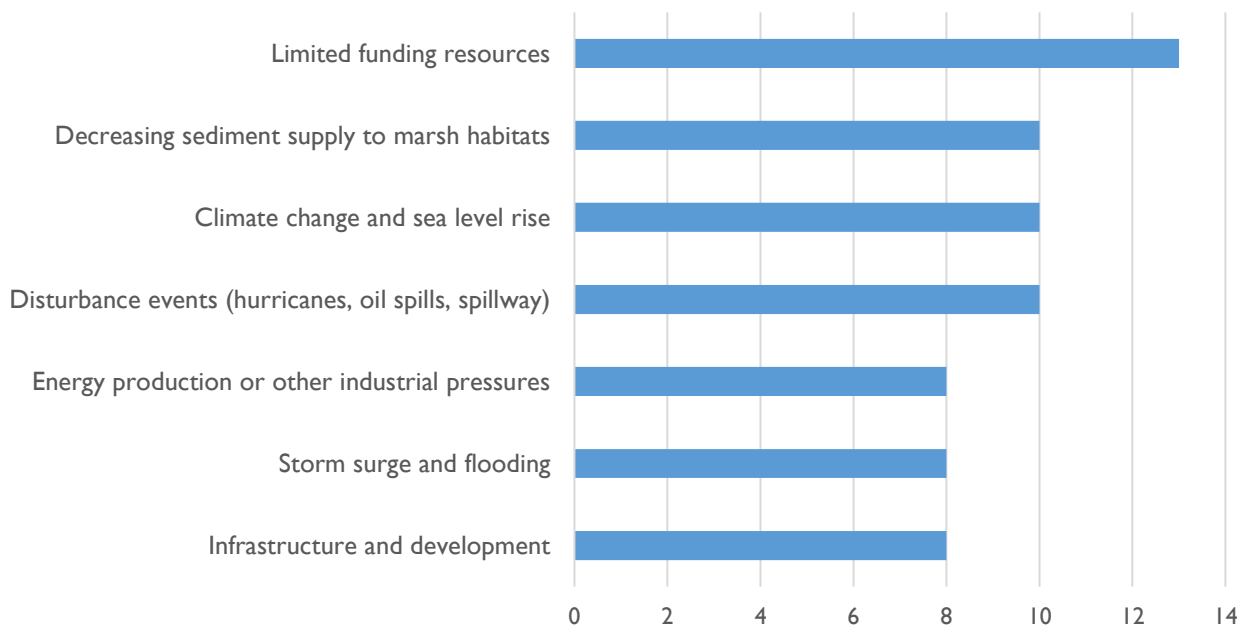 Limited funding resources
Decreasing sediment supply to marsh habitats
Climate change and sea level rise
Disturbance events (hurricanes, oil spills, spillway)
Energy production or other industrial pressures
Storm surge and flooding
Infrastructure and development
0 2 4 6 8 10 12 14